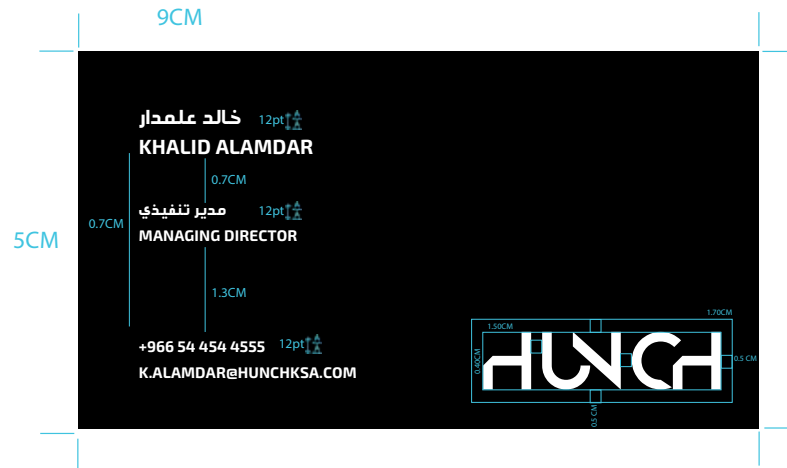 9CM
خالد علمدار 12pt
KHALID ALAMDAR
0.7CM
مدير تنفيذي 12pt
0.7CM
MANAGING DIRECTOR
5CM
1.3CM
1.70CM
1.50CM
+966 54 454 4555 12pt
0.40CM
HUNCH
0.5 CM
K.ALAMDAR@HUNCHKSA.COM
0.5 CM